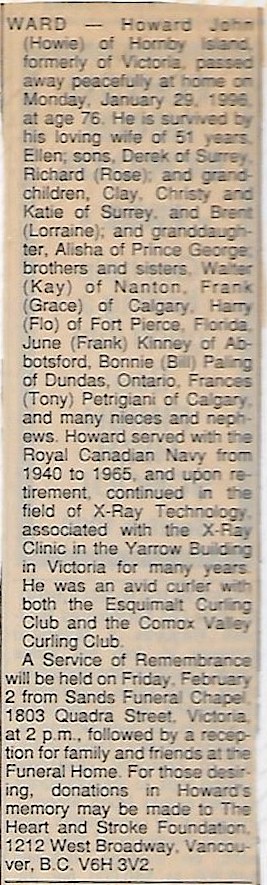 WARD — Howard John
(Howie) of Hornby Island,
formerly of Victoria, passed
away peacefully at home on
Monday, January 29, 1996,
at age 76. He is survived by
his loving wife of 51 years,
Ellen; sons, Derek of Surrey,
Richard (Rose); and grand-
children, Clay, Christy and
Katie of Surrey, and Brent
(Lorraine); and granddaugh-
ter, Alisha of Prince George;
brothers and sisters, Walter
(Kay) of Nanton, Frank
(Grace) of Calgary, Harry
(Flo) of Fort Pierce, Florida,
June (Frank) Kinney of Ab-
botsford, Bonnie (Bill) Paling
of Dundas, Ontario, Frances
(Tony) Petrigiani of Calgary,
and many nieces and neph-
ews. Howard served with the
Royal Canadian Navy from
1940 to 1965, and upon re-
tirement, continued in the
field of X-Ray Technology,
associated with the X-Ray
Clinic in the Yarrow Building
in Victoria for many years.
He was an avid curler with
both the Esquimalt Curling
Club and the Comox Valley
Curling Club.
A Service of Remembrance
will be held on Friday, February
2 from Sands Funeral Chapel,
1803 Quadra Street, Victoria,
at 2 p.m., followed by a recep-
tion for family and friends at the
Funeral Home. For those desir-
ing, donations in Howard's
memory may be made to The
Heart and Stroke Foundation,
1212 West Broadway, Vancou-
ver, B.C. V6H 3V2.